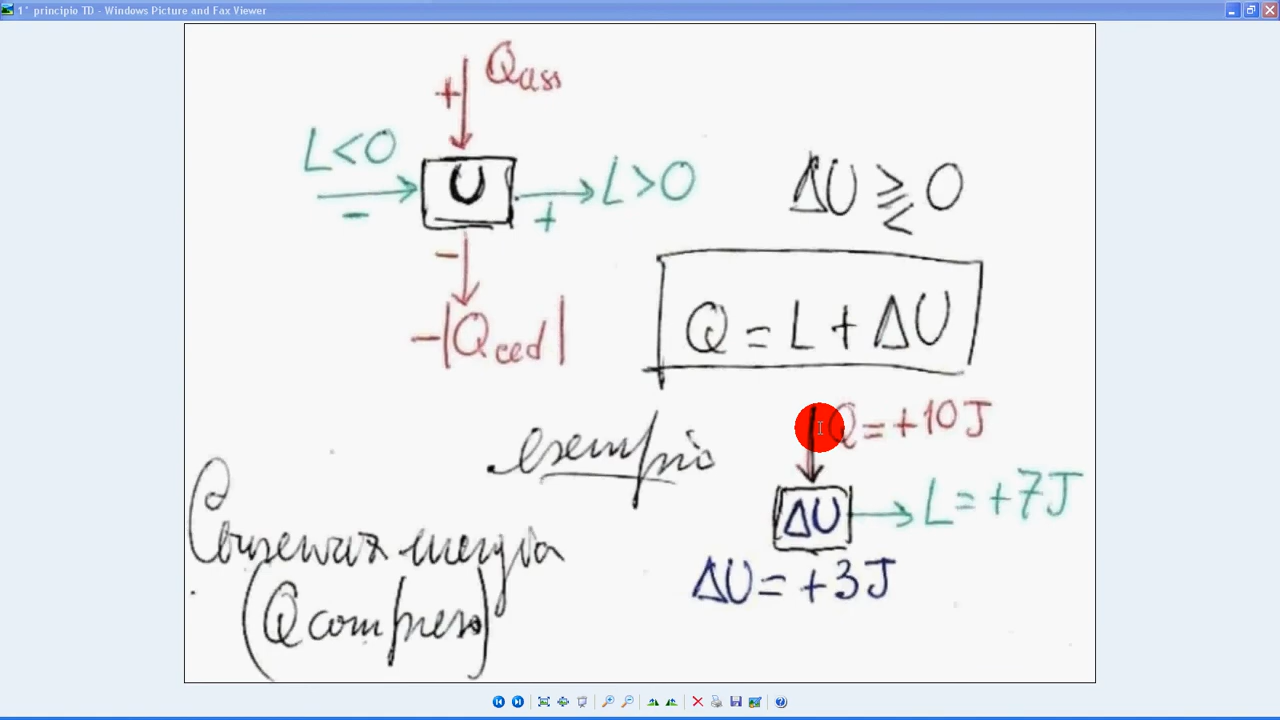 1° principio TD - Windows Picture and Fax Viewer
+ Qass
L<0
U
L>0
-
+
-
-|Qced|
ΔU ≥< 0
Q = L + ΔU
esempio
Q = +10 J
ΔU
L = +7 J
ΔU = +3 J
Conservaz energia
(Q compreso)